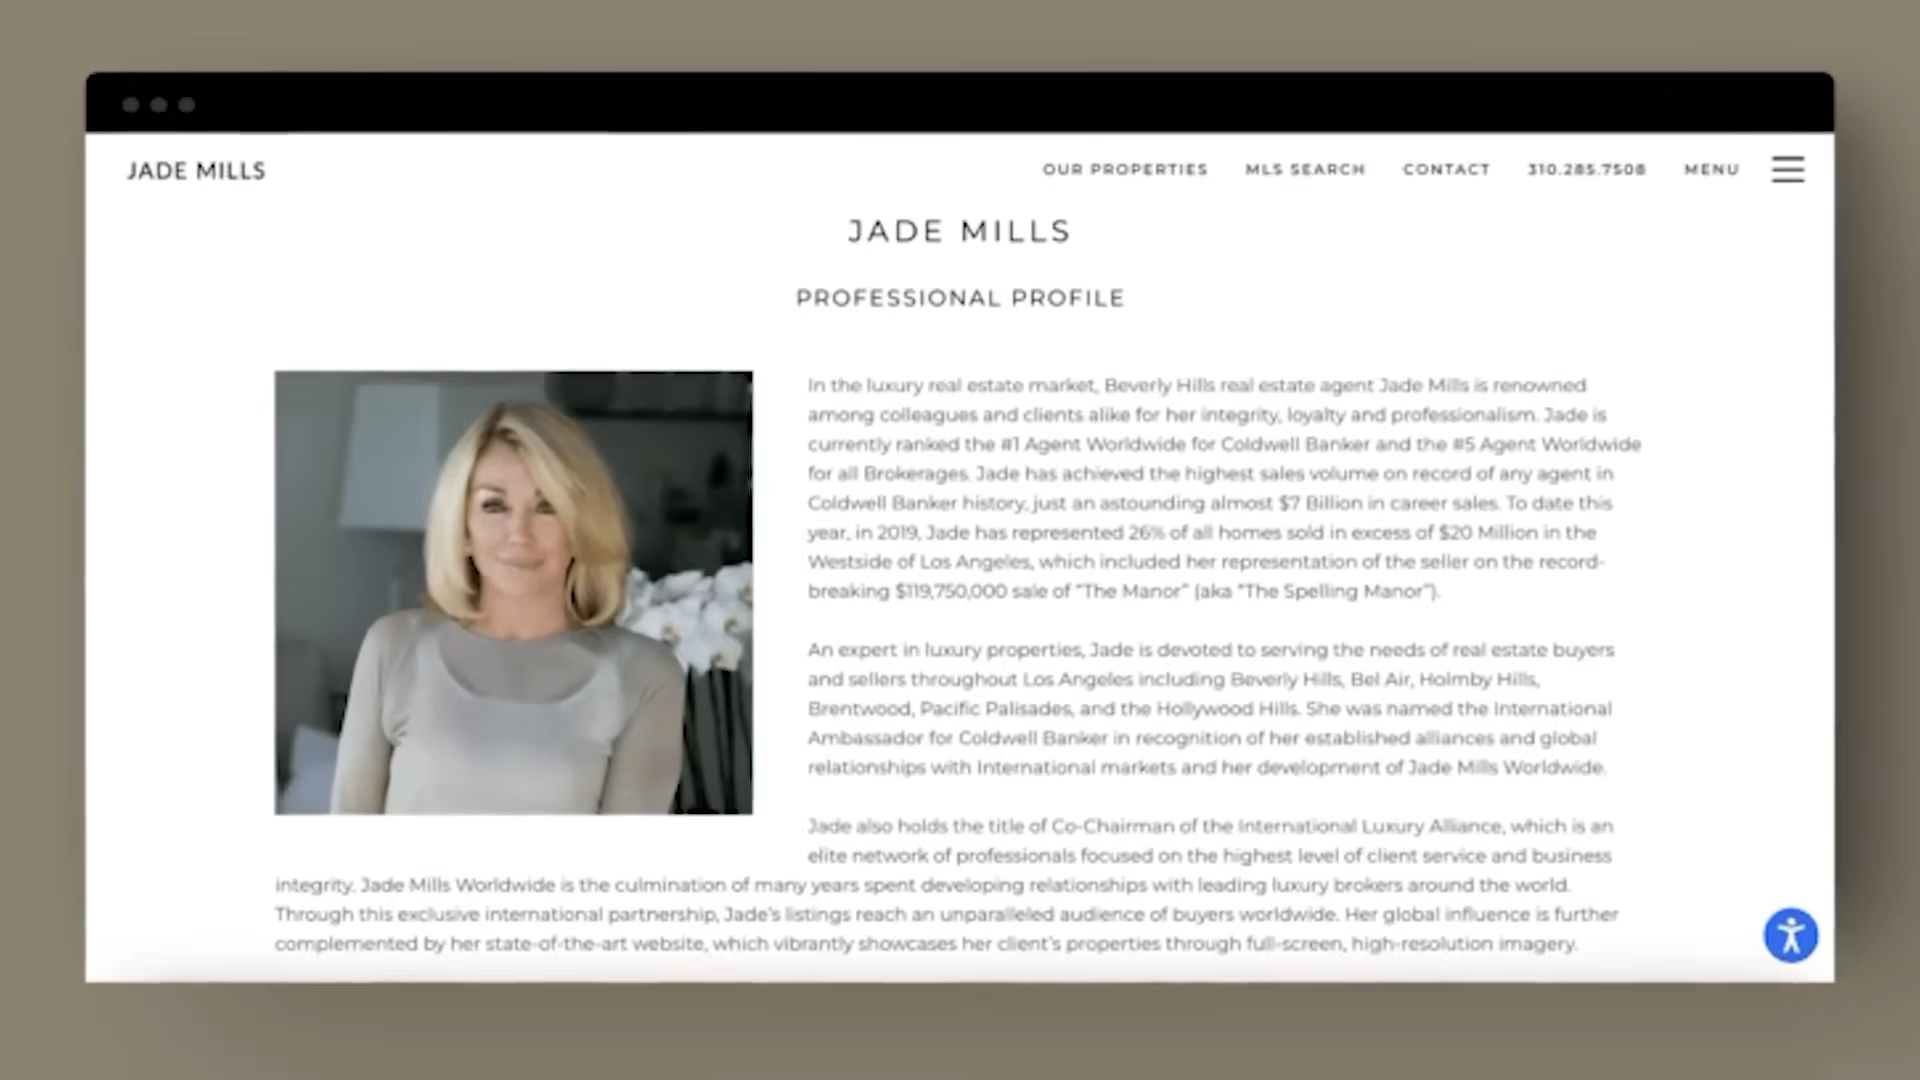 JADE MILLS
OUR PROPERTIES MLS SEARCH CONTACT 310.285.7508 MENU
JADE MILLS
PROFESSIONAL PROFILE
In the luxury real estate market, Beverly Hills real estate agent Jade Mills is renowned
among colleagues and clients alike for her integrity, loyalty and professionalism. Jade is
currently ranked the #1 Agent Worldwide for Coldwell Banker and the #5 Agent Worldwide
for all Brokerages. Jade has achieved the highest sales volume on record of any agent in
Coldwell Banker history, just an astounding almost $7 Billion in career sales. To date this
year, in 2019, Jade has represented 26% of all homes sold in excess of $20 Million in the
Westside of Los Angeles, which included her representation of the seller on the record-
breaking $119,750,000 sale of "The Manor" (aka "The Spelling Manor").
An expert in luxury properties, Jade is devoted to serving the needs of real estate buyers
and sellers throughout Los Angeles including Beverly Hills, Bel Air, Holmby Hills,
Brentwood, Pacific Palisades, and the Hollywood Hills. She was named the International
Ambassador for Coldwell Banker in recognition of her established alliances and global
relationships with International markets and her development of Jade Mills Worldwide.
Jade also holds the title of Co-Chairman of the International Luxury Alliance, which is an
elite network of professionals focused on the highest level of client service and business
integrity. Jade Mills Worldwide is the culmination of many years spent developing relationships with leading luxury brokers around the world.
Through this exclusive international partnership, Jade's listings reach an unparalleled audience of buyers worldwide. Her global influence is further
complemented by her state-of-the-art website, which vibrantly showcases her client's properties through full-screen, high-resolution imagery.